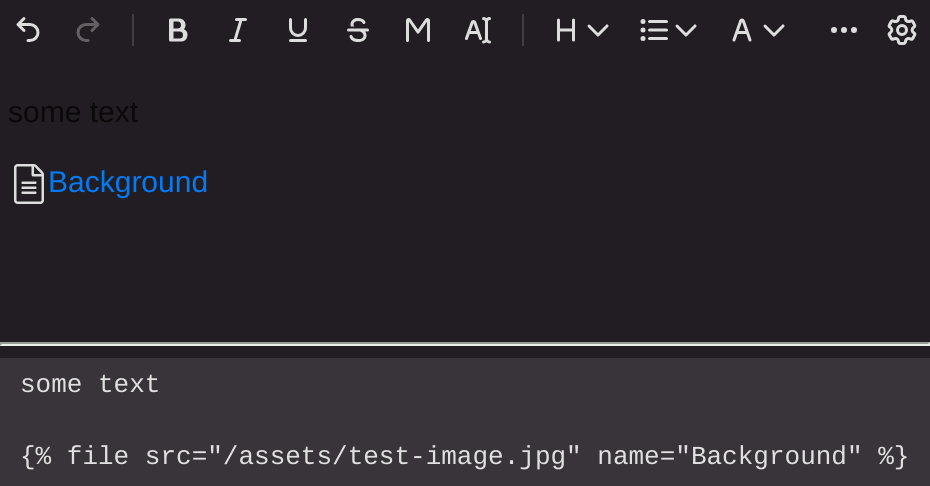 B I U S M AI H A
some text
Background
some text
{% file src="/assets/test-image.jpg" name="Background" %}